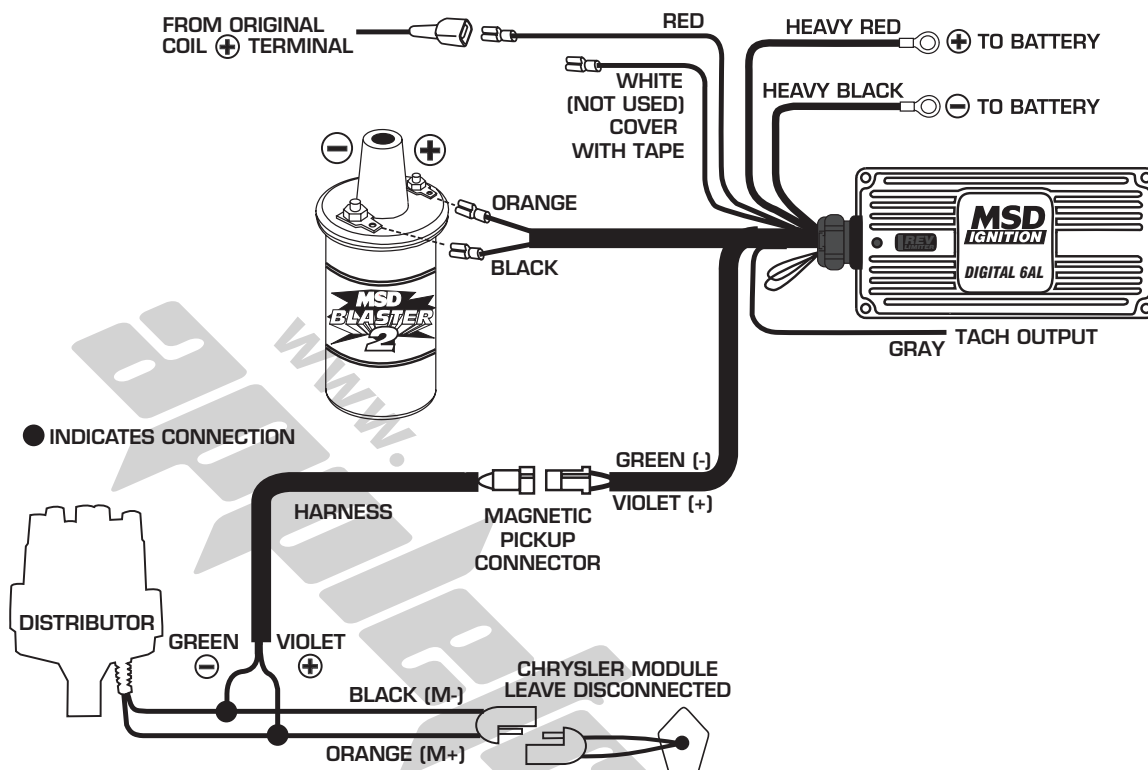 FROM ORIGINAL
COIL + TERMINAL
RED
HEAVY RED
+ TO BATTERY
WHITE
(NOT USED)
COVER
WITH TAPE
HEAVY BLACK
- TO BATTERY
- +
ORANGE
BLACK
MSD
BLASTER
2
MSD
IGNITION
REV
LIMITER
DIGITAL 6AL
GRAY
TACH OUTPUT
www.
INDICATES CONNECTION
GREEN (-)
VIOLET (+)
HARNESS
MAGNETIC
PICKUP
CONNECTOR
DISTRIBUTOR
GREEN
-
VIOLET
+
CHRYSLER MODULE
LEAVE DISCONNECTED
BLACK (M-)
ORANGE (M+)